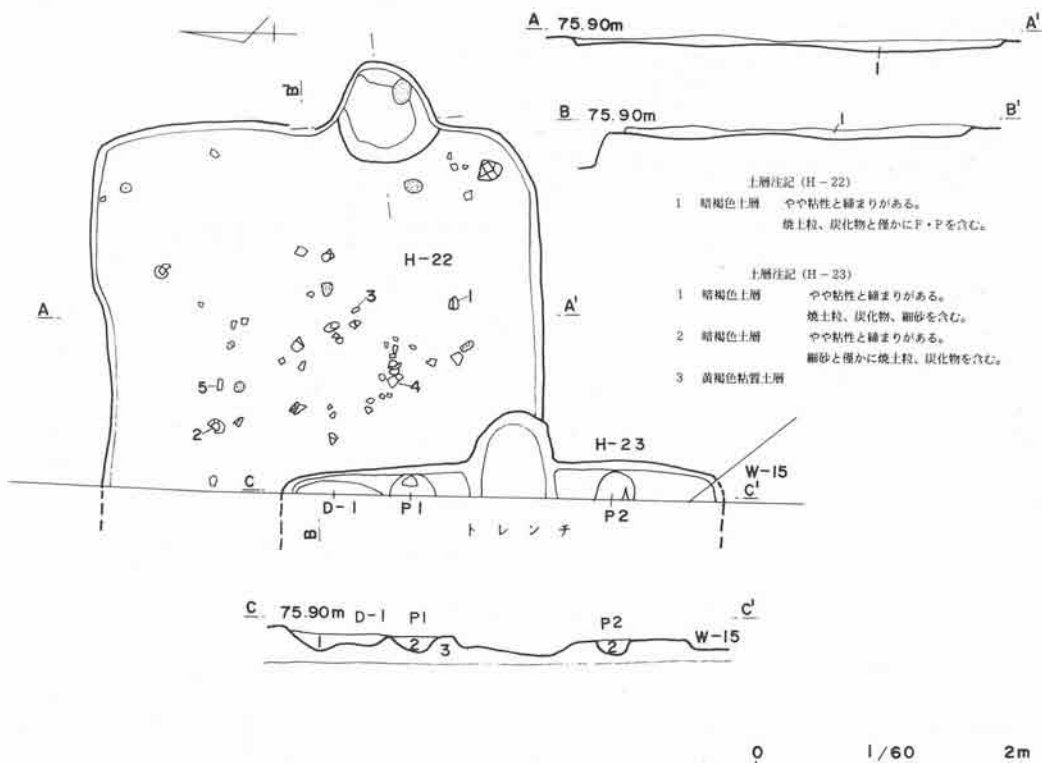 A 75.90m A'
1
B 75.90m B'
1
土層注記 (H-22)
1 暗褐色土層 やや粘性と締まりがある。
焼土粒、炭化物と僅かにF・Pを含む。
土層注記 (H-23)
1 暗褐色土層 やや粘性と締まりがある。
焼土粒、炭化物、細砂を含む。
2 暗褐色土層 やや粘性と締まりがある。
細砂と僅かに焼土粒、炭化物を含む。
3 黄褐色粘質土層
B'
H-22
A
3
1
A'
5
4
2
H-23
C
W-15
C'
D-1 P1 P2
B
トレンチ
C 75.90m D-1 P1 P2 C'
1 2 3 2 W-15
0 1/60 2m